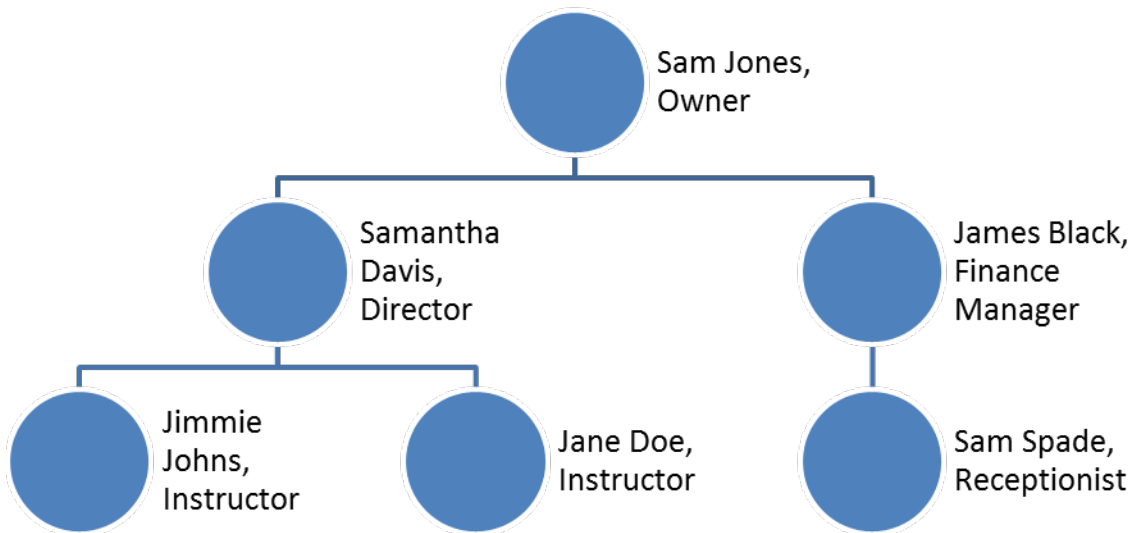 Sam Jones,
Owner
Samantha
Davis,
Director
James Black,
Finance
Manager
Jimmie
Johns,
Instructor
Jane Doe,
Instructor
Sam Spade,
Receptionist